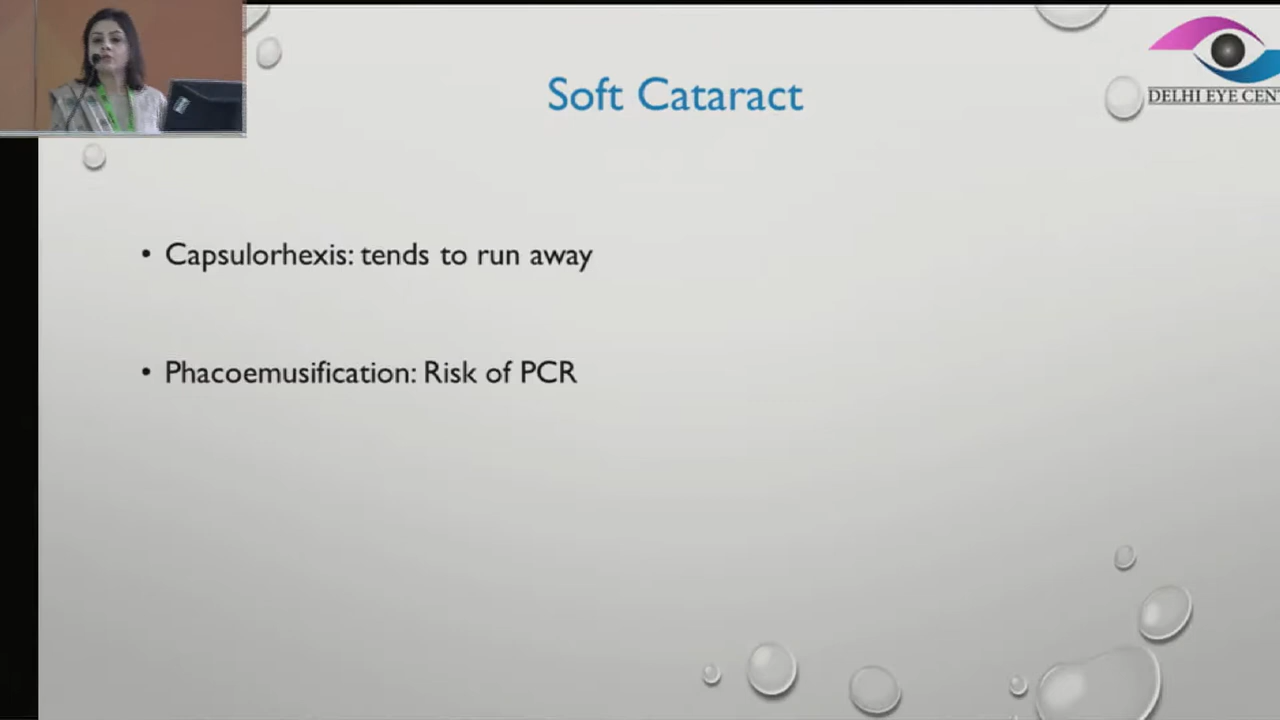 Soft Cataract
DELHI EYE CENT
• Capsulorhexis: tends to run away
• Phacoemusification: Risk of PCR